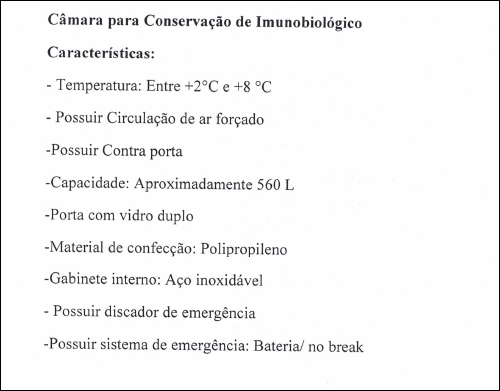 Câmara para Conservação de Imunobiológico
Características:
- Temperatura: Entre +2°C e +8 °C
- Possuir Circulação de ar forçado
-Possuir Contra porta
-Capacidade: Aproximadamente 560 L
-Porta com vidro duplo
-Material de confecção: Polipropileno
-Gabinete interno: Aço inoxidável
- Possuir discador de emergência
-Possuir sistema de emergência: Bateria/ no break